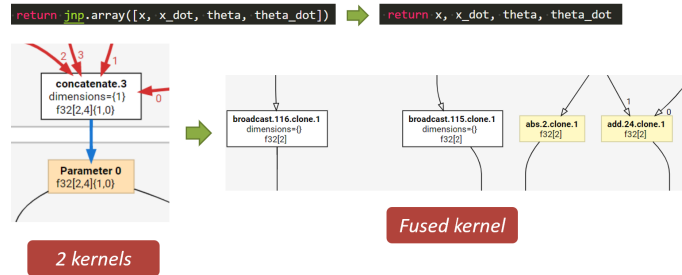 return jnp.array([x, x_dot, theta, theta_dot])
return x, x_dot, theta, theta_dot
2
3
1
0
concatenate.3
dimensions={1}
f32[2,4]{1,0}
Parameter 0
f32[2,4]{1,0}
2 kernels
broadcast.116.clone.1
dimensions={}
f32[2]
broadcast.115.clone.1
dimensions={}
f32[2]
abs.2.clone.1
f32[2]
1
0
add.24.clone.1
f32[2]
Fused kernel